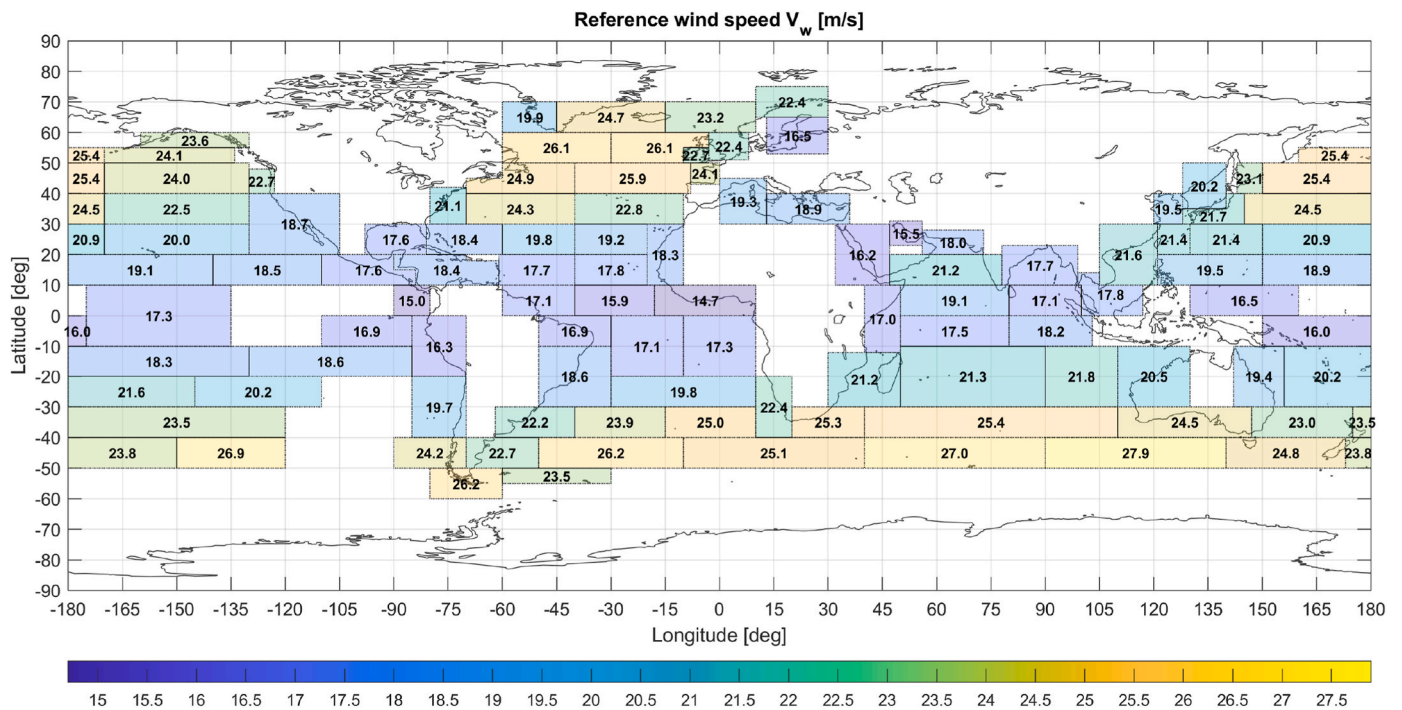 Reference wind speed V_w [m/s]
90
80
70
60
50
40
30
20
10
0
-10
-20
-30
-40
-50
-60
-70
-80
-90
Latitude [deg]
22.4
19.9 24.7 23.2
16.5
23.6 26.1 26.1 22.7 22.4
25.4 24.1 25.4
25.4 24.0 22.7 24.9 25.9 24.1 20.2 23.1 25.4
24.5 22.5 21.1 24.3 22.8 19.3 18.9 19.5 21.7 24.5
18.7
20.9 20.0 17.6 18.4 19.8 19.2 18.3 16.2 15.5 18.0 21.6 21.4 21.4 20.9
19.1 18.5 17.6 18.4 17.7 17.8 21.2 17.7 19.5 18.9
17.3 15.0 17.1 15.9 14.7 19.1 17.1 17.8 16.5
16.0 16.9 16.3 16.9 17.1 17.3 17.0 17.5 18.2 16.0
18.3 18.6 18.6 21.2 21.3 21.8 20.5 19.4 20.2
21.6 20.2 19.7 19.8 22.4
23.5 22.2 23.9 25.0 25.3 25.4 24.5 23.0 23.5
23.8 26.9 24.2 22.7 26.2 25.1 27.0 27.9 24.8 23.8
26.2 23.5
-180 -165 -150 -135 -120 -105 -90 -75 -60 -45 -30 -15 0 15 30 45 60 75 90 105 120 135 150 165 180
Longitude [deg]
15 15.5 16 16.5 17 17.5 18 18.5 19 19.5 20 20.5 21 21.5 22 22.5 23 23.5 24 24.5 25 25.5 26 26.5 27 27.5